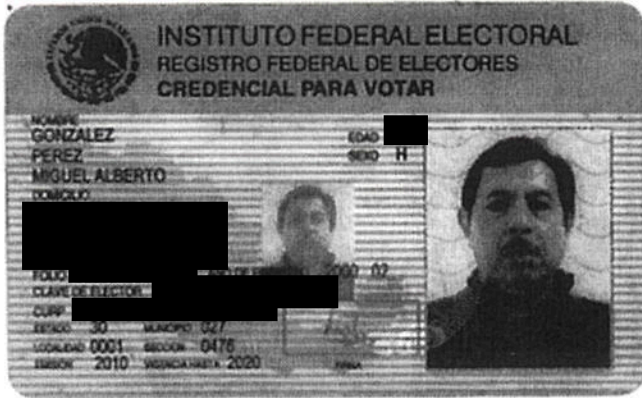 INSTITUTO FEDERAL ELECTORAL
REGISTRO FEDERAL DE ELECTORES
CREDENCIAL PARA VOTAR
NOMBRE
GONZALEZ
PEREZ
MIGUEL ALBERTO
EDAD
SEXO H
DOMICILIO
FOLIO 2000 02
CLAVE DE ELECTOR
CURP
ESTADO 30 MUNICIPIO 027
LOCALIDAD 0001 SECCION 0476
EMISION 2010 VIGENCIA HASTA 2020 FIRMA